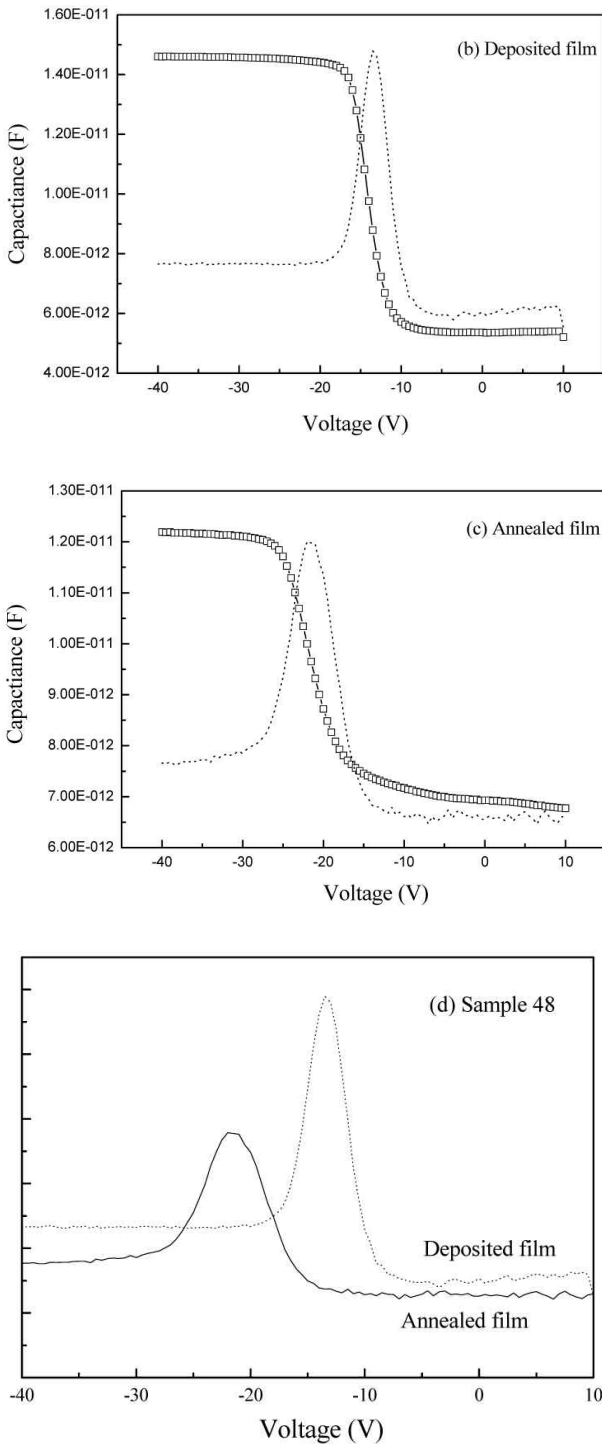 (b) Deposited film
1.60E-011
1.40E-011
1.20E-011
1.00E-011
8.00E-012
6.00E-012
4.00E-012
Capactiance (F)
-40 -30 -20 -10 0 10
Voltage (V)
(c) Annealed film
1.30E-011
1.20E-011
1.10E-011
1.00E-011
9.00E-012
8.00E-012
7.00E-012
6.00E-012
Capactiance (F)
-40 -30 -20 -10 0 10
Voltage (V)
(d) Sample 48
Deposited film
Annealed film
-40 -30 -20 -10 0 10
Voltage (V)